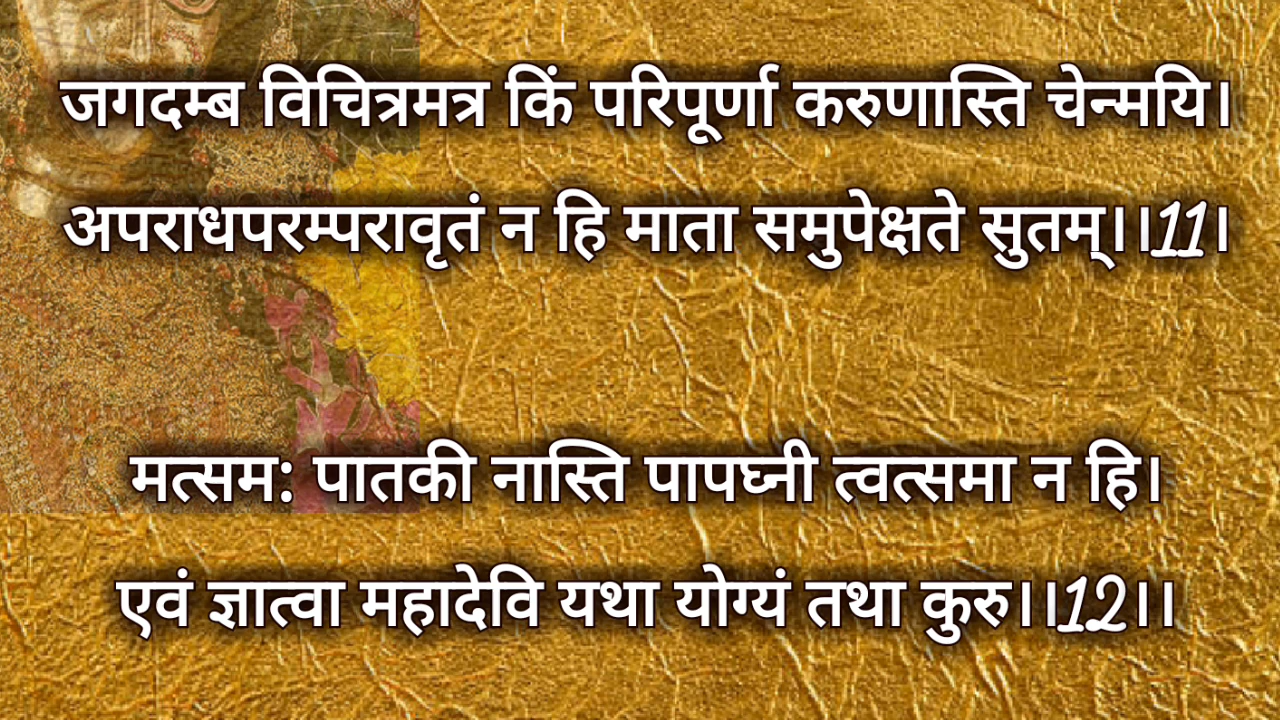 जगदम्ब विचित्रमत्र किं परिपूर्णा करुणास्ति चेन्मयि।
अपराधपरम्परावृतं न हि माता समुपेक्षते सुतम्।।11।
मत्सम: पातकी नास्ति पापघ्नी त्वत्समा न हि।
एवं ज्ञात्वा महादेवि यथा योग्यं तथा कुरु।।12।।